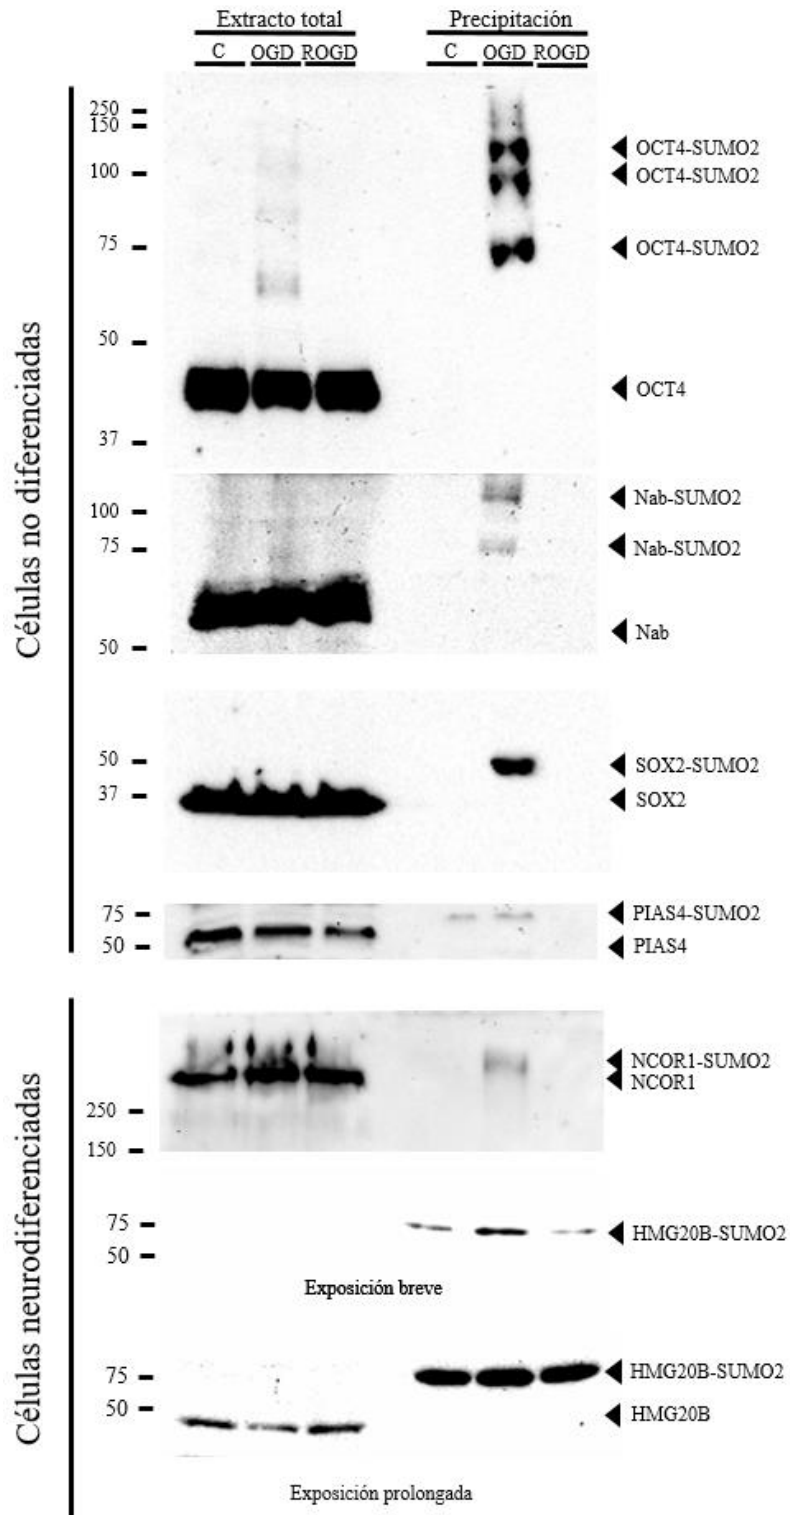 Extracto total Precipitación
C OGD ROGD C OGD ROGD
Células no diferenciadas
250
150
100
75
50
37
OCT4-SUMO2
OCT4-SUMO2
OCT4-SUMO2
OCT4
100
75
50
Nab-SUMO2
Nab-SUMO2
Nab
50
37
SOX2-SUMO2
SOX2
75
50
PIAS4-SUMO2
PIAS4
Células neurodiferenciadas
250
150
NCOR1-SUMO2
NCOR1
75
50
HMG20B-SUMO2
Exposición breve
75
50
HMG20B-SUMO2
HMG20B
Exposición prolongada